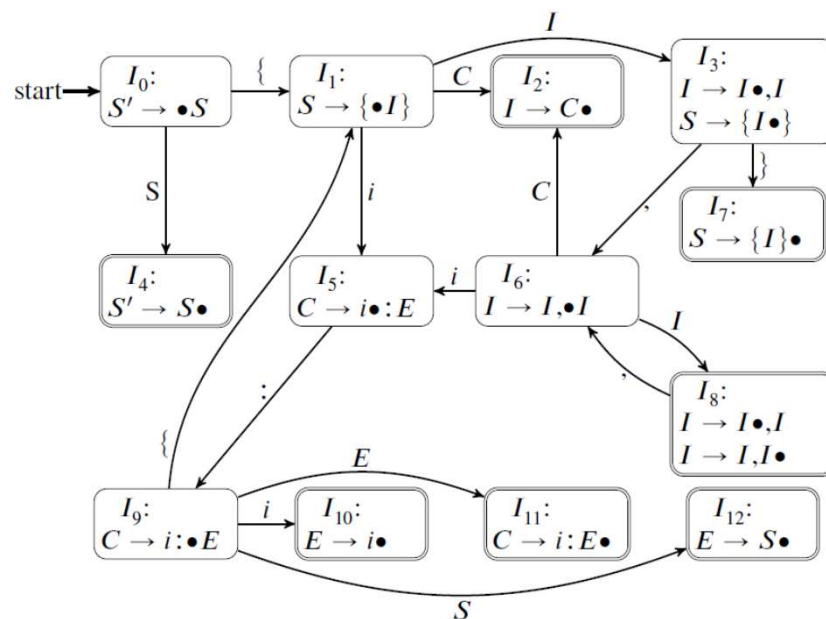 I
I₀:
S′ → •S
{
I₁:
S → {•I}
C
I₂:
I → C•
I₃:
I → I•,I
S → {I•}
start
S
i
C
,
}
I₇:
S → {I}•
I₄:
S′ → S•
I₅:
C → i•:E
i
I₆:
I → I,•I
I
:
,
I₈:
I → I•,I
I → I,I•
{
E
I₉:
C → i:•E
i
I₁₀:
E → i•
I₁₁:
C → i:E•
I₁₂:
E → S•
S